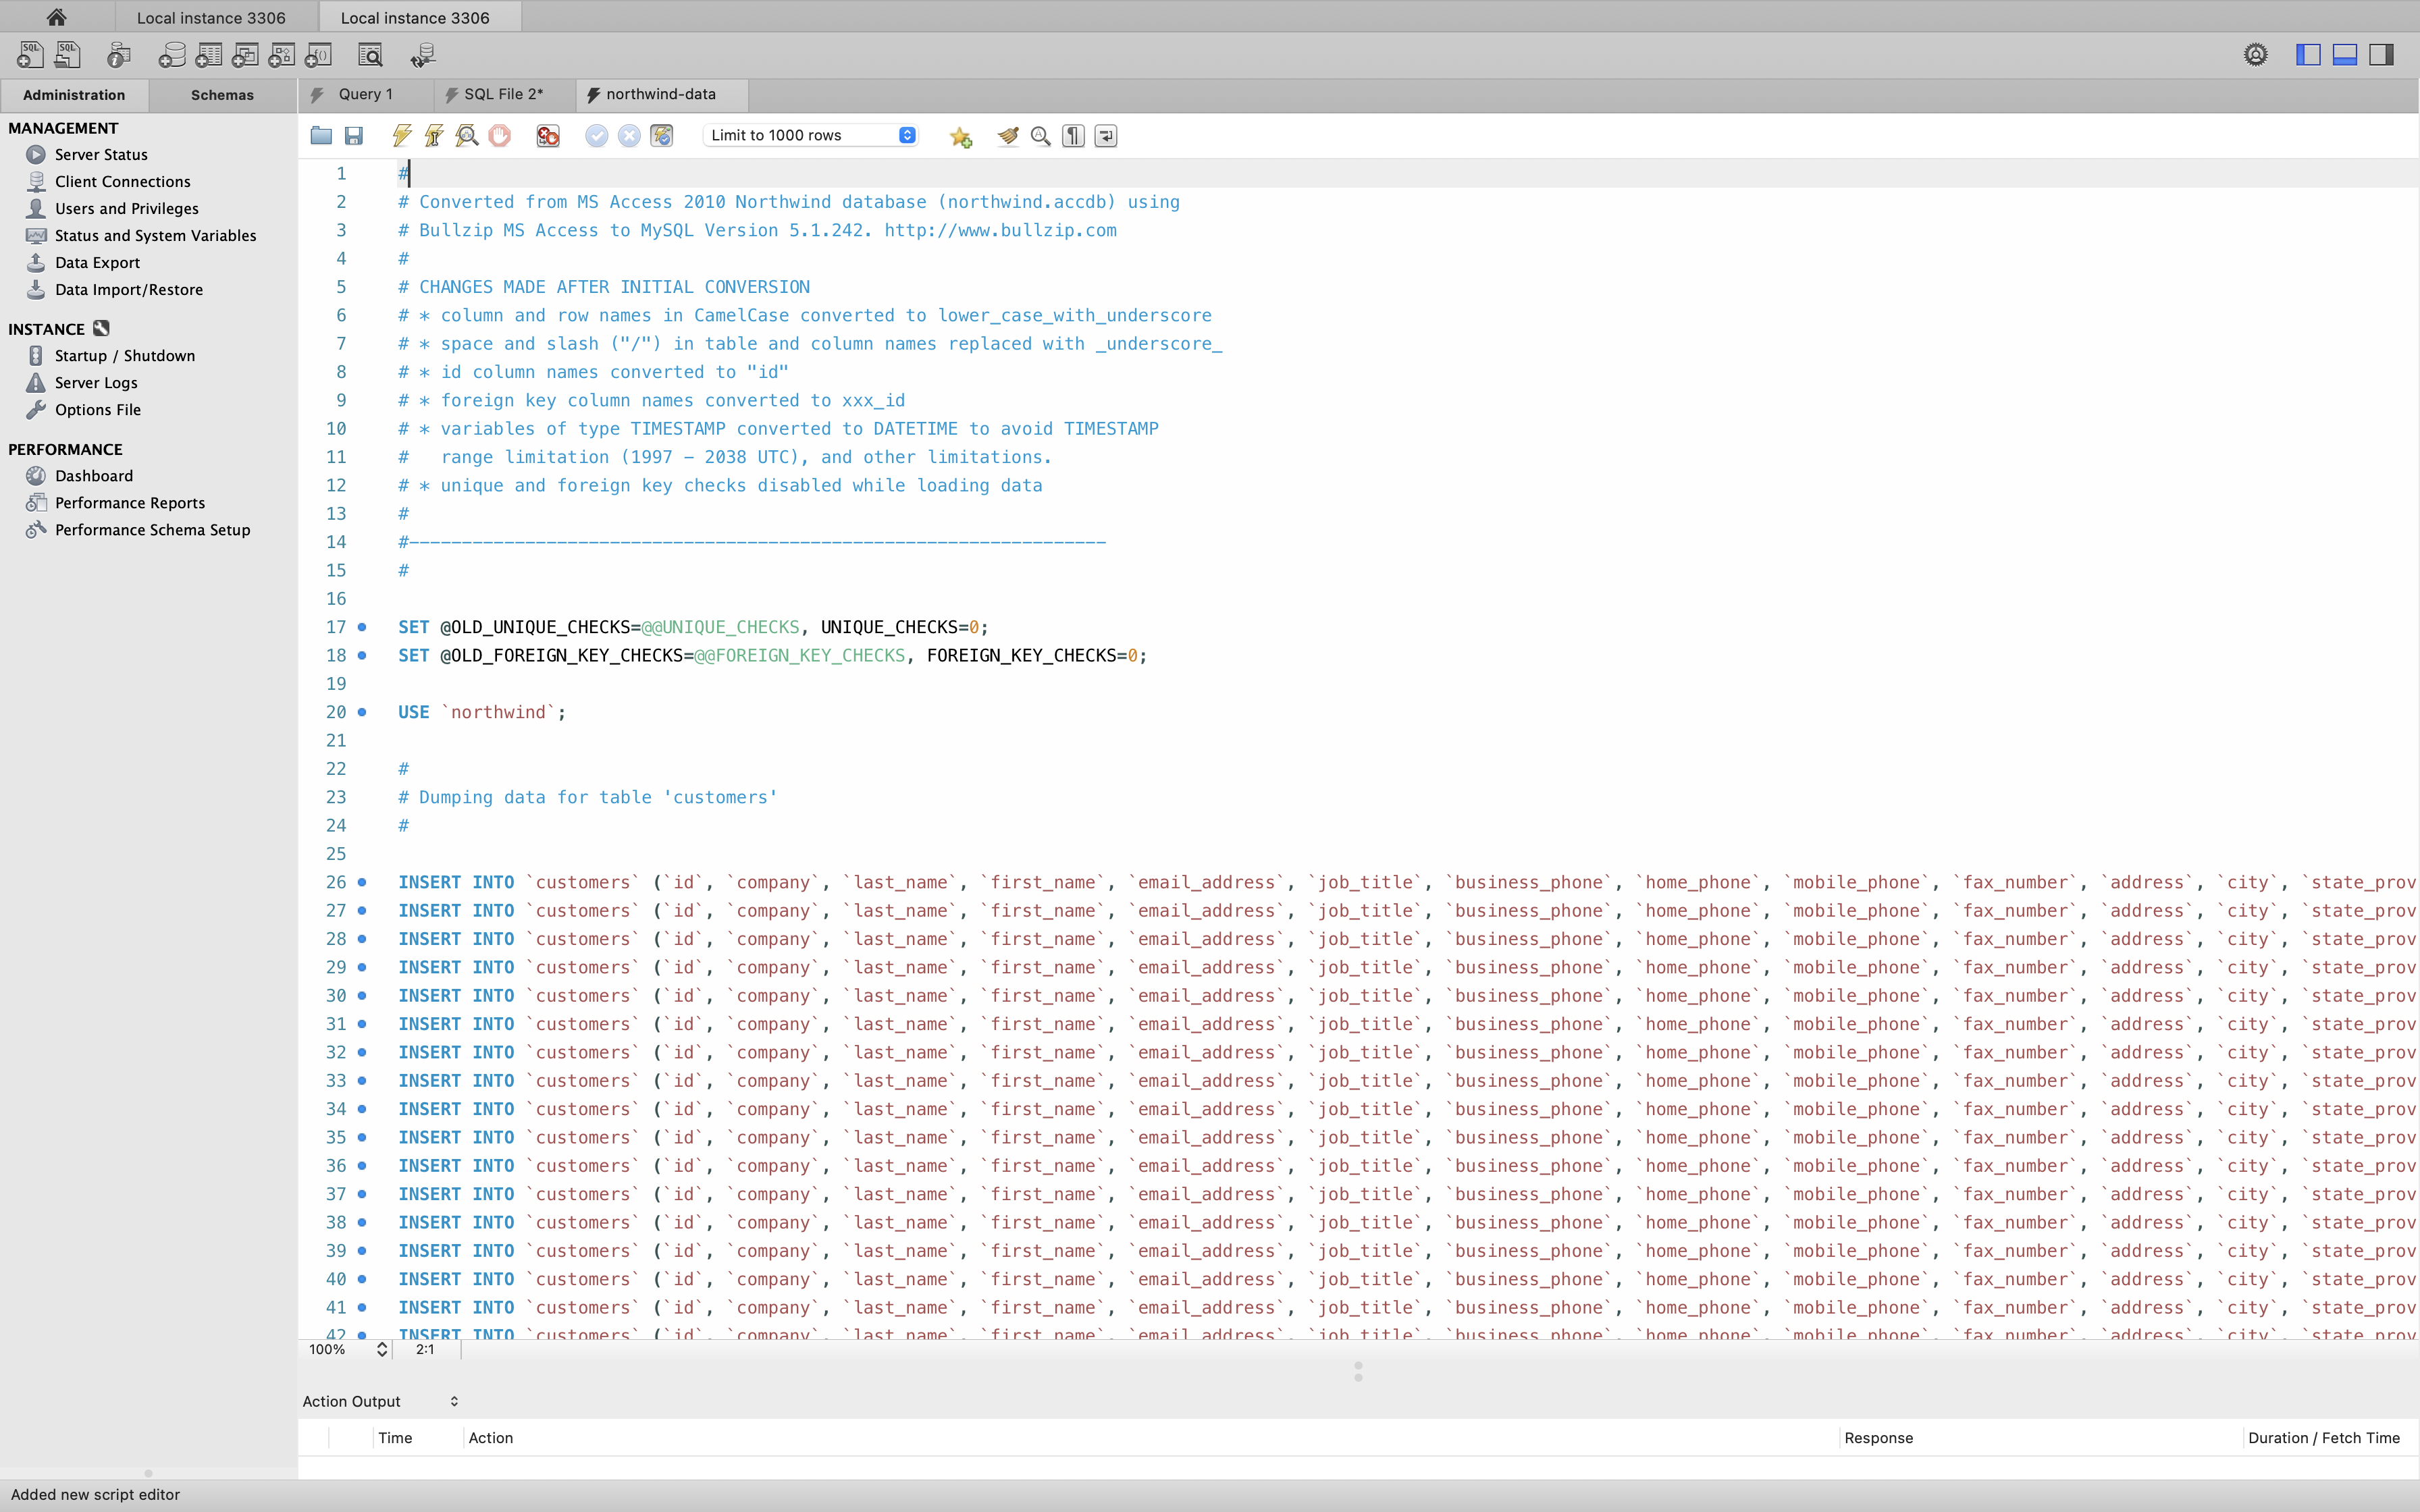 Local instance 3306
Local instance 3306
Administration
Schemas
Query 1
SQL File 2*
northwind-data
Limit to 1000 rows
MANAGEMENT
Server Status
Client Connections
Users and Privileges
Status and System Variables
Data Export
Data Import/Restore
INSTANCE
Startup / Shutdown
Server Logs
Options File
PERFORMANCE
Dashboard
Performance Reports
Performance Schema Setup
1 #
2 # Converted from MS Access 2010 Northwind database (northwind.accdb) using
3 # Bullzip MS Access to MySQL Version 5.1.242. http://www.bullzip.com
4 #
5 # CHANGES MADE AFTER INITIAL CONVERSION
6 # * column and row names in CamelCase converted to lower_case_with_underscore
7 # * space and slash ("/") in table and column names replaced with _underscore_
8 # * id column names converted to "id"
9 # * foreign key column names converted to xxx_id
10 # * variables of type TIMESTAMP converted to DATETIME to avoid TIMESTAMP
11 #   range limitation (1997 - 2038 UTC), and other limitations.
12 # * unique and foreign key checks disabled while loading data
13 #
14 #------------------------------------------------------------------
15 #
16
17 SET @OLD_UNIQUE_CHECKS=@@UNIQUE_CHECKS, UNIQUE_CHECKS=0;
18 SET @OLD_FOREIGN_KEY_CHECKS=@@FOREIGN_KEY_CHECKS, FOREIGN_KEY_CHECKS=0;
19
20 USE `northwind`;
21
22 #
23 # Dumping data for table 'customers'
24 #
25
26 INSERT INTO `customers` (`id`, `company`, `last_name`, `first_name`, `email_address`, `job_title`, `business_phone`, `home_phone`, `mobile_phone`, `fax_number`, `address`, `city`, `state_prov
27 INSERT INTO `customers` (`id`, `company`, `last_name`, `first_name`, `email_address`, `job_title`, `business_phone`, `home_phone`, `mobile_phone`, `fax_number`, `address`, `city`, `state_prov
28 INSERT INTO `customers` (`id`, `company`, `last_name`, `first_name`, `email_address`, `job_title`, `business_phone`, `home_phone`, `mobile_phone`, `fax_number`, `address`, `city`, `state_prov
29 INSERT INTO `customers` (`id`, `company`, `last_name`, `first_name`, `email_address`, `job_title`, `business_phone`, `home_phone`, `mobile_phone`, `fax_number`, `address`, `city`, `state_prov
30 INSERT INTO `customers` (`id`, `company`, `last_name`, `first_name`, `email_address`, `job_title`, `business_phone`, `home_phone`, `mobile_phone`, `fax_number`, `address`, `city`, `state_prov
31 INSERT INTO `customers` (`id`, `company`, `last_name`, `first_name`, `email_address`, `job_title`, `business_phone`, `home_phone`, `mobile_phone`, `fax_number`, `address`, `city`, `state_prov
32 INSERT INTO `customers` (`id`, `company`, `last_name`, `first_name`, `email_address`, `job_title`, `business_phone`, `home_phone`, `mobile_phone`, `fax_number`, `address`, `city`, `state_prov
33 INSERT INTO `customers` (`id`, `company`, `last_name`, `first_name`, `email_address`, `job_title`, `business_phone`, `home_phone`, `mobile_phone`, `fax_number`, `address`, `city`, `state_prov
34 INSERT INTO `customers` (`id`, `company`, `last_name`, `first_name`, `email_address`, `job_title`, `business_phone`, `home_phone`, `mobile_phone`, `fax_number`, `address`, `city`, `state_prov
35 INSERT INTO `customers` (`id`, `company`, `last_name`, `first_name`, `email_address`, `job_title`, `business_phone`, `home_phone`, `mobile_phone`, `fax_number`, `address`, `city`, `state_prov
36 INSERT INTO `customers` (`id`, `company`, `last_name`, `first_name`, `email_address`, `job_title`, `business_phone`, `home_phone`, `mobile_phone`, `fax_number`, `address`, `city`, `state_prov
37 INSERT INTO `customers` (`id`, `company`, `last_name`, `first_name`, `email_address`, `job_title`, `business_phone`, `home_phone`, `mobile_phone`, `fax_number`, `address`, `city`, `state_prov
38 INSERT INTO `customers` (`id`, `company`, `last_name`, `first_name`, `email_address`, `job_title`, `business_phone`, `home_phone`, `mobile_phone`, `fax_number`, `address`, `city`, `state_prov
39 INSERT INTO `customers` (`id`, `company`, `last_name`, `first_name`, `email_address`, `job_title`, `business_phone`, `home_phone`, `mobile_phone`, `fax_number`, `address`, `city`, `state_prov
40 INSERT INTO `customers` (`id`, `company`, `last_name`, `first_name`, `email_address`, `job_title`, `business_phone`, `home_phone`, `mobile_phone`, `fax_number`, `address`, `city`, `state_prov
41 INSERT INTO `customers` (`id`, `company`, `last_name`, `first_name`, `email_address`, `job_title`, `business_phone`, `home_phone`, `mobile_phone`, `fax_number`, `address`, `city`, `state_prov
42 INSERT INTO `customers` (`id`, `company`, `last_name`, `first_name`, `email_address`, `job_title`, `business_phone`, `home_phone`, `mobile_phone`, `fax_number`, `address`, `city`, `state_prov
100% 2:1
Action Output
Time Action Response Duration / Fetch Time
Added new script editor